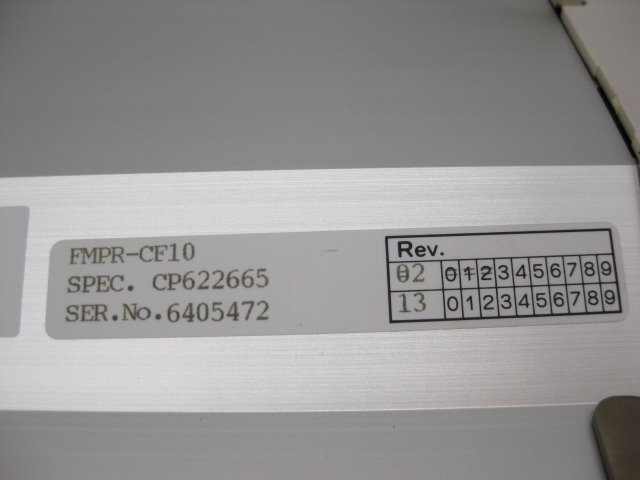 FMPR-CF10
SPEC. CP622665
SER.No.6405472
Rev.
02 0123456789
13 0123456789